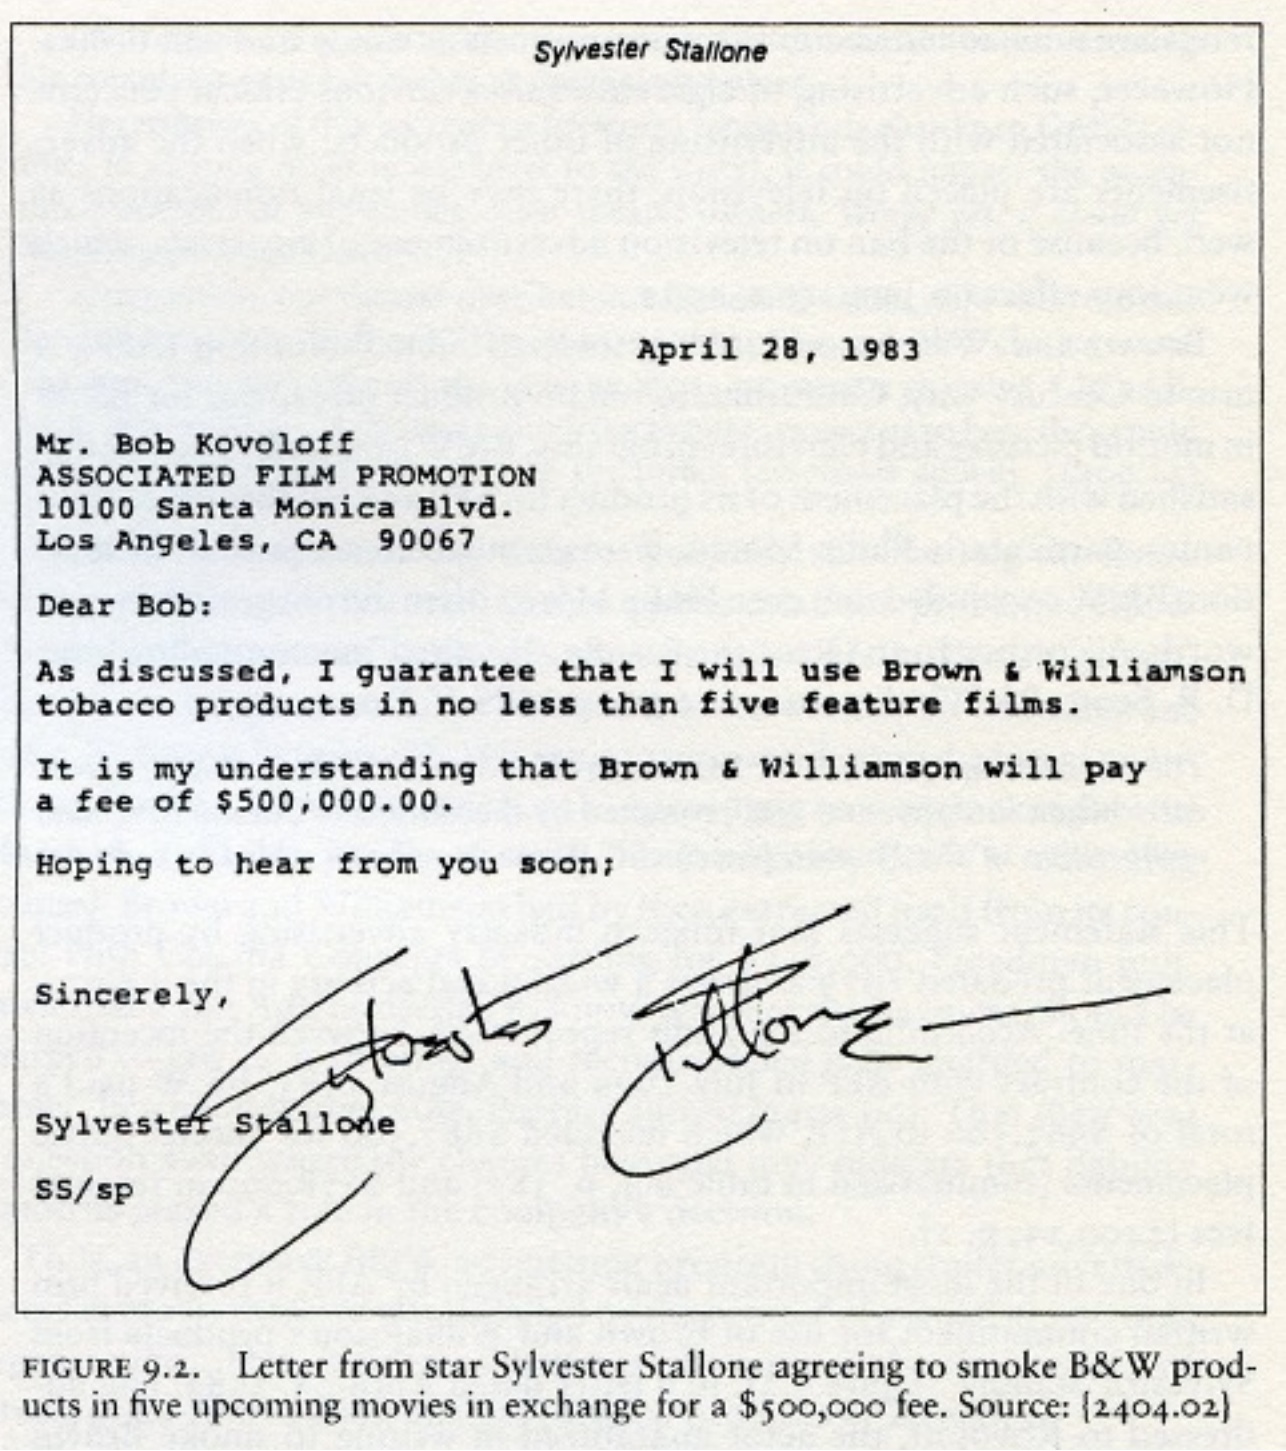 Sylvester Stallone
April 28, 1983
Mr. Bob Kovoloff
ASSOCIATED FILM PROMOTION
10100 Santa Monica Blvd.
Los Angeles, CA 90067
Dear Bob:
As discussed, I guarantee that I will use Brown & Williamson
tobacco products in no less than five feature films.
It is my understanding that Brown & Williamson will pay
a fee of $500,000.00.
Hoping to hear from you soon;
Sincerely,
Sylvester Stallone
Sylvester Stallone
SS/sp
FIGURE 9.2. Letter from star Sylvester Stallone agreeing to smoke B&W prod-
ucts in five upcoming movies in exchange for a $500,000 fee. Source: {2404.02}